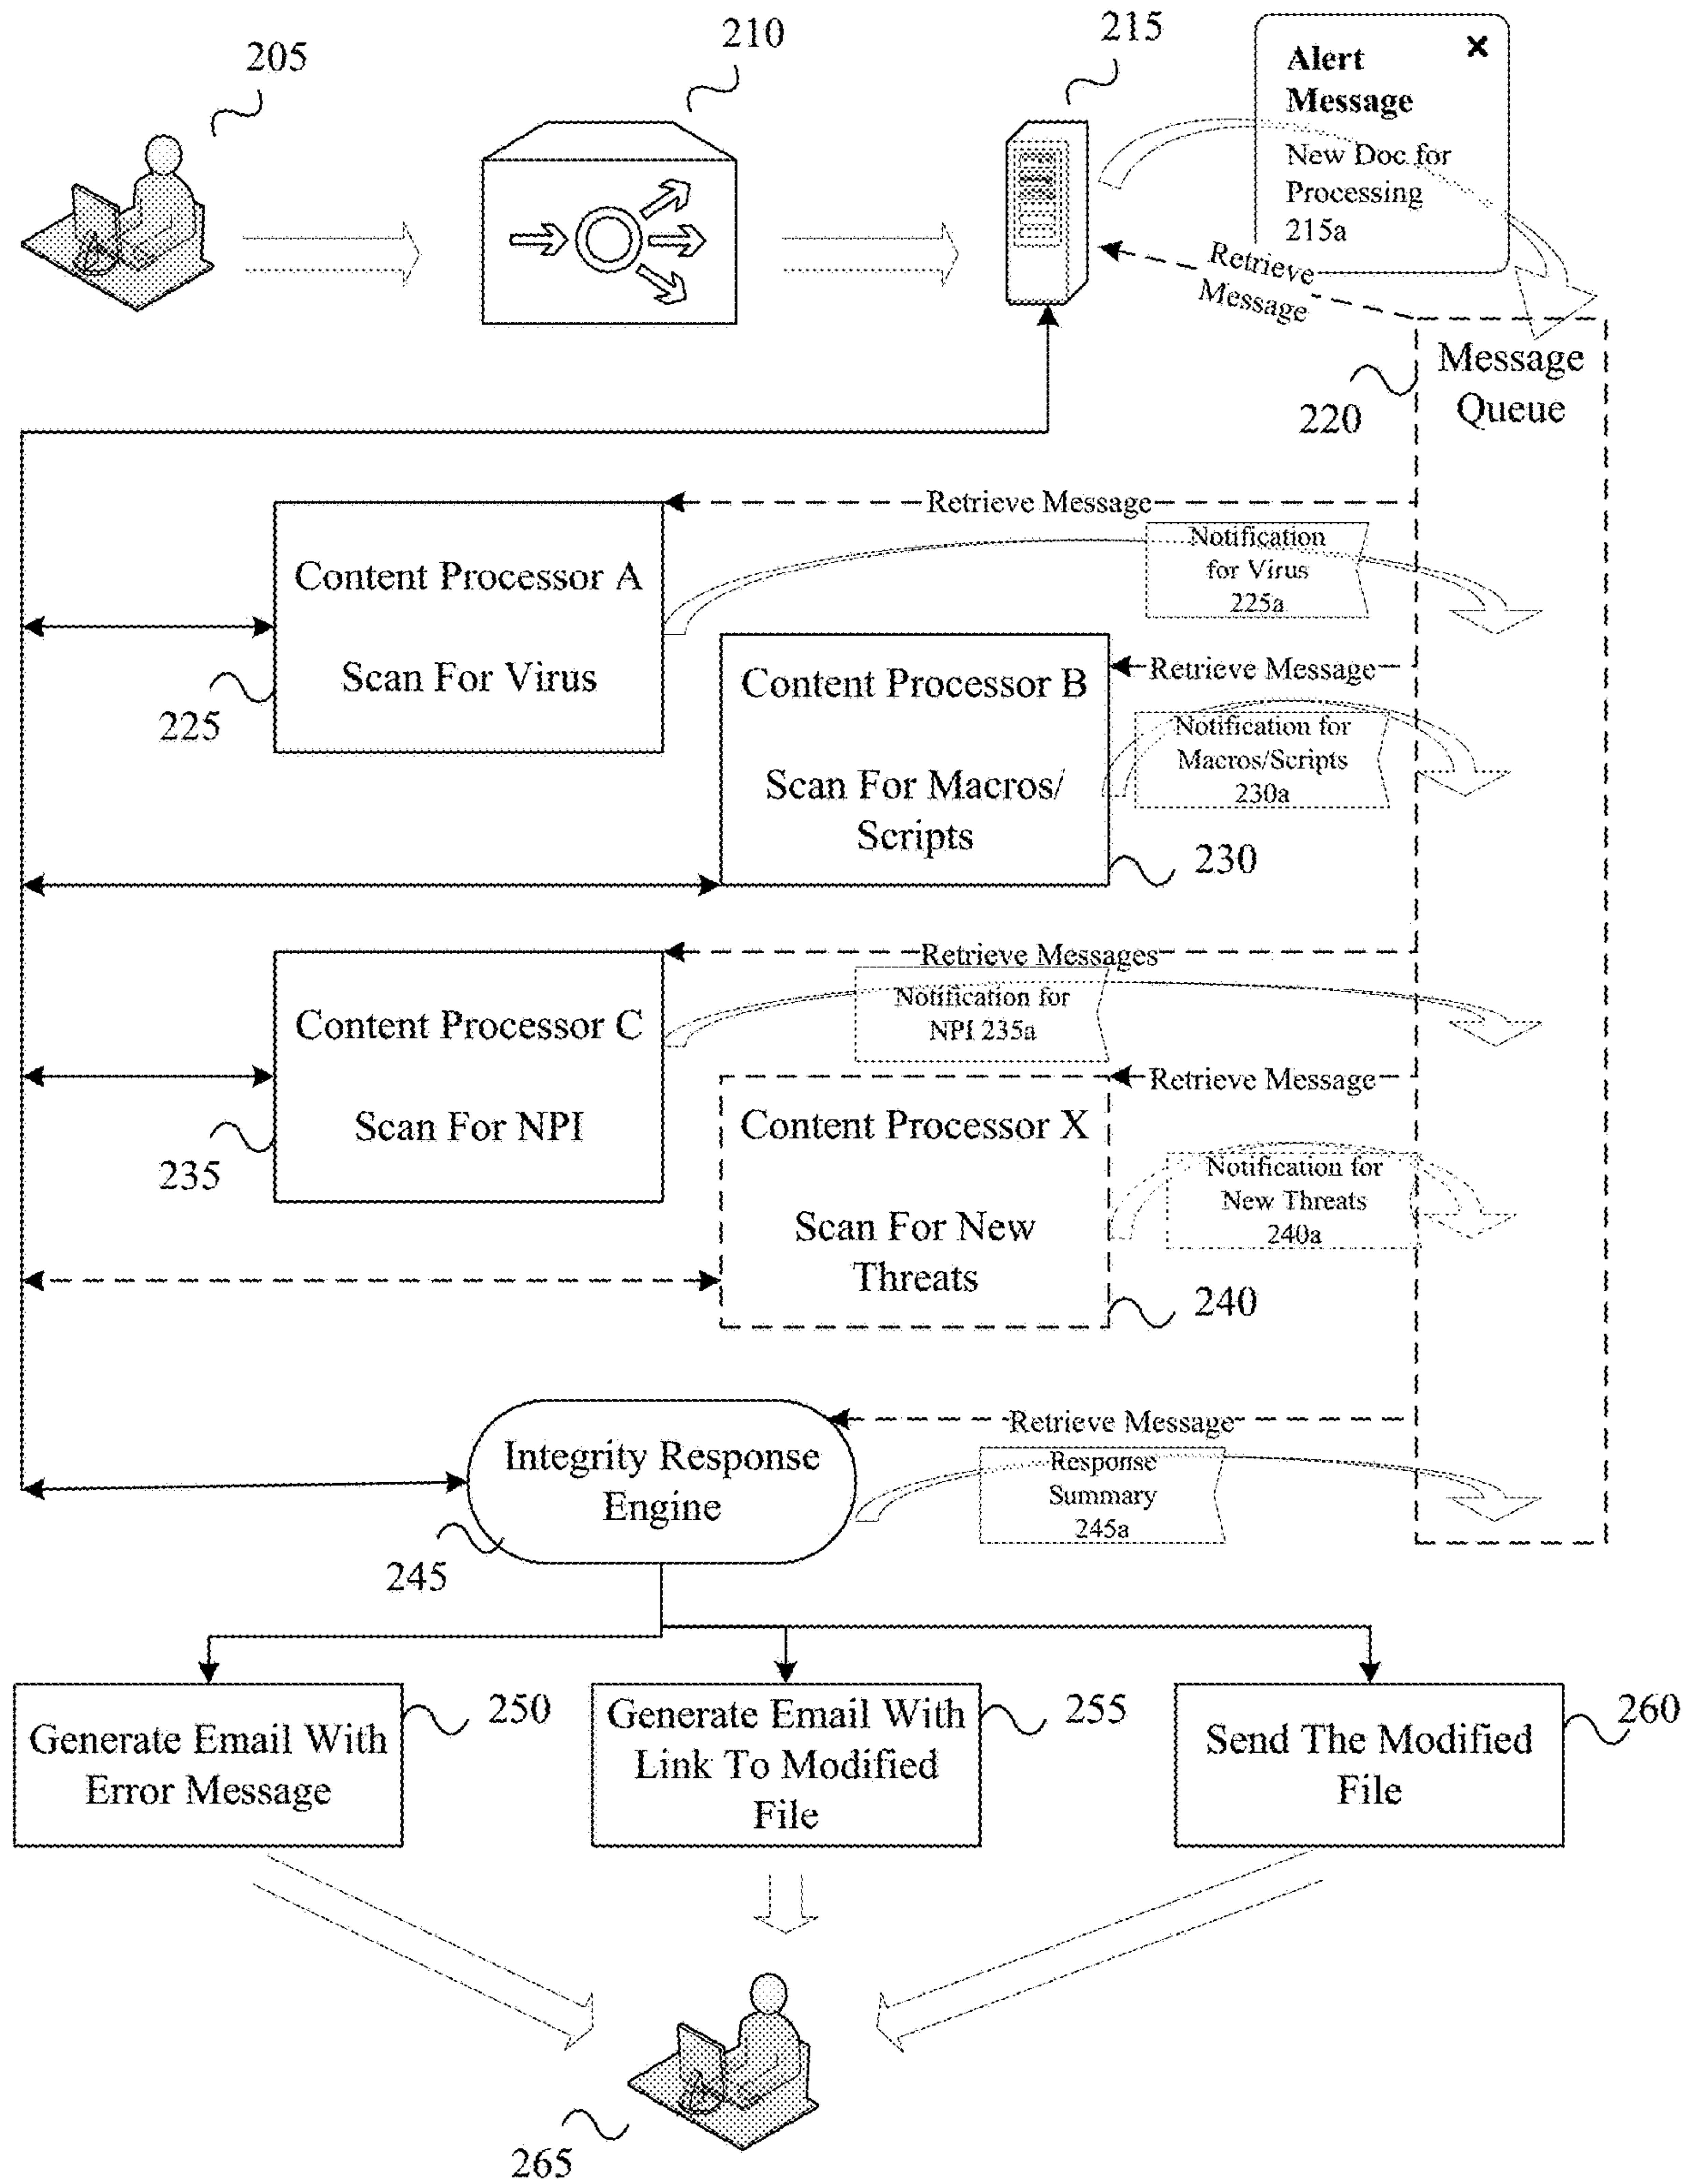 205
210
215
Alert
Message
New Doc for
Processing
215a
Retrieve
Message
Message
Queue
220
Retrieve Message
Notification
for Virus
225a
Content Processor A
Scan For Virus
225
Retrieve Message
Content Processor B
Scan For Macros/
Scripts
Notification for
Macros/Scripts
230a
230
Retrieve Messages
Notification for
NPI 235a
Content Processor C
Scan For NPI
235
Retrieve Message
Content Processor X
Scan For New
Threats
Notification for
New Threats
240a
240
Retrieve Message
Integrity Response
Engine
Response
Summary
245a
245
Generate Email With
Error Message
250
Generate Email With
Link To Modified
File
255
Send The Modified
File
260
265